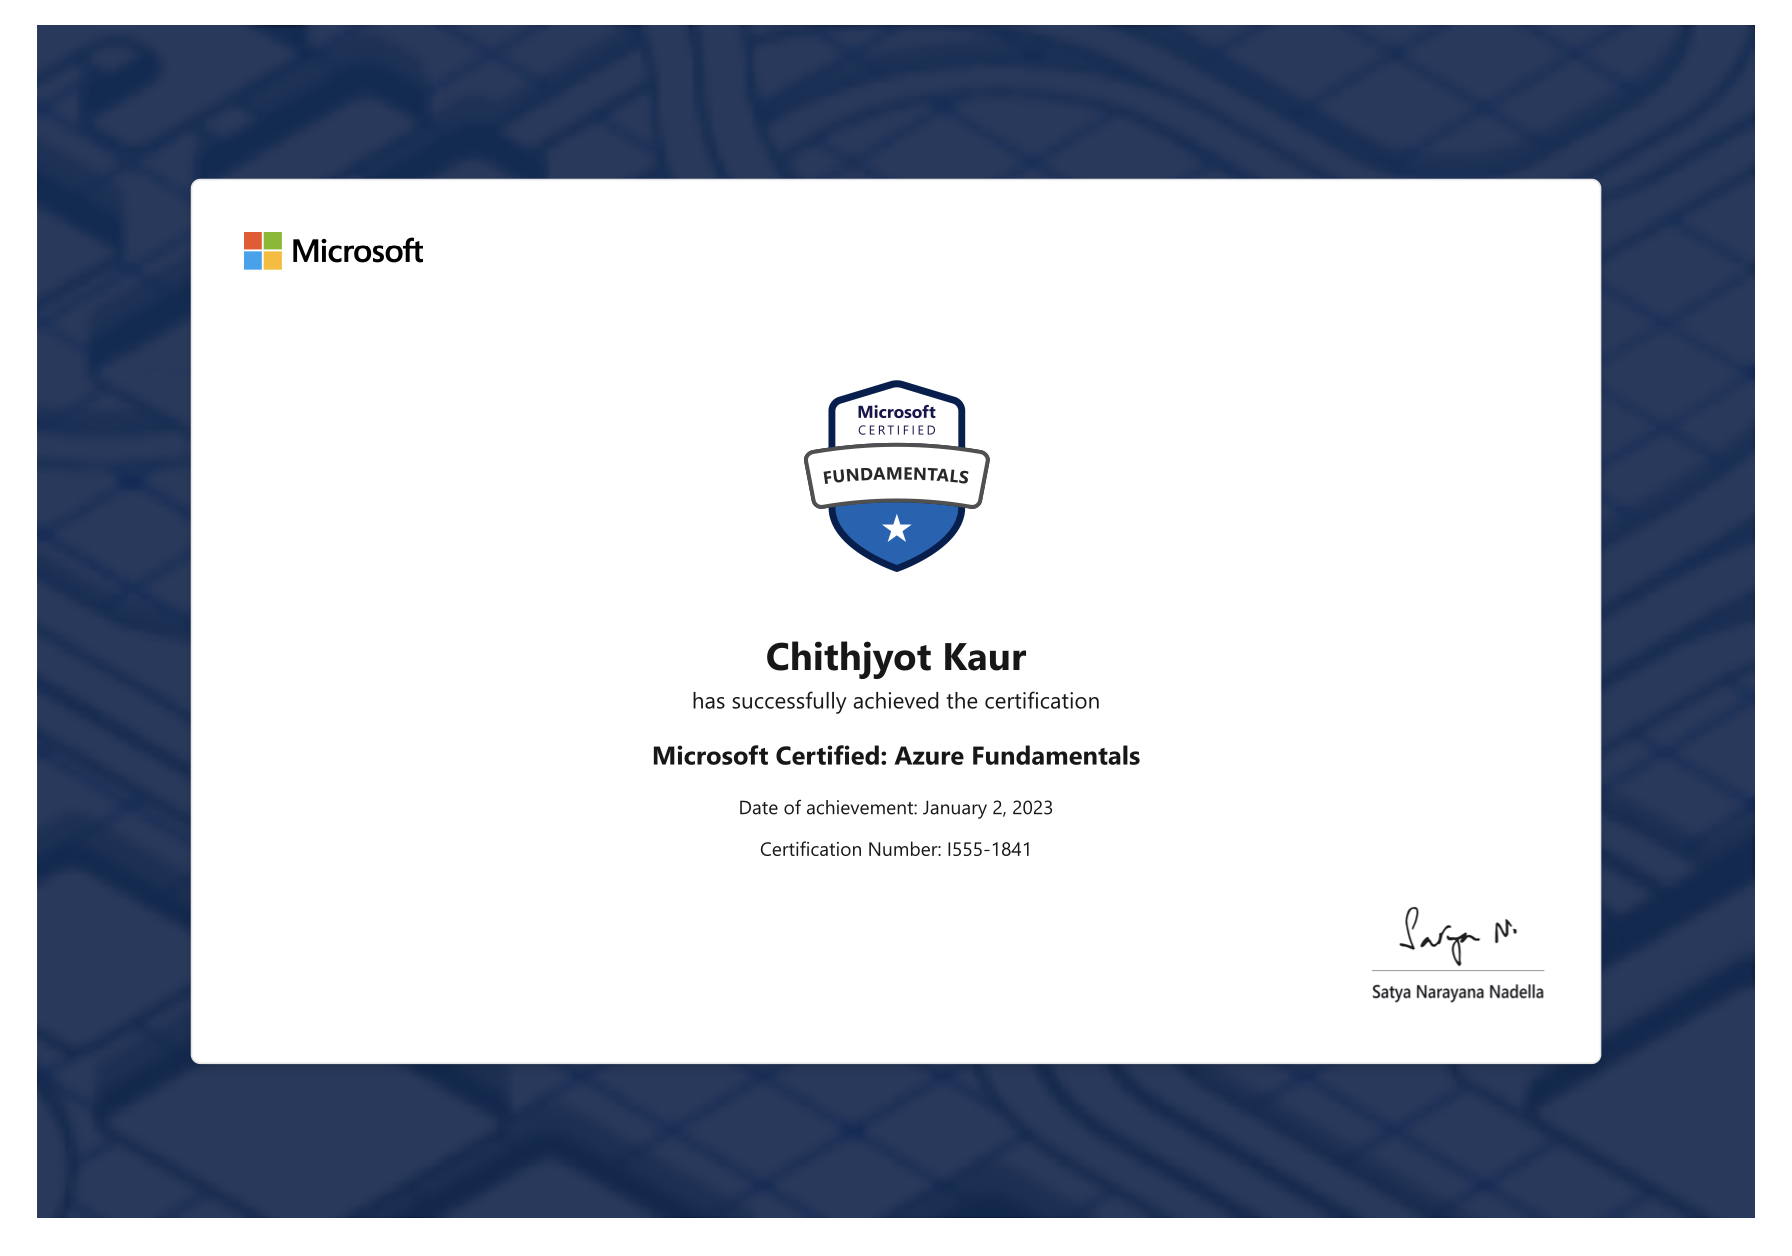 Microsoft
Microsoft
CERTIFIED
FUNDAMENTALS
Chithjyot Kaur
has successfully achieved the certification
Microsoft Certified: Azure Fundamentals
Date of achievement: January 2, 2023
Certification Number: I555-1841
Satya N.
Satya Narayana Nadella